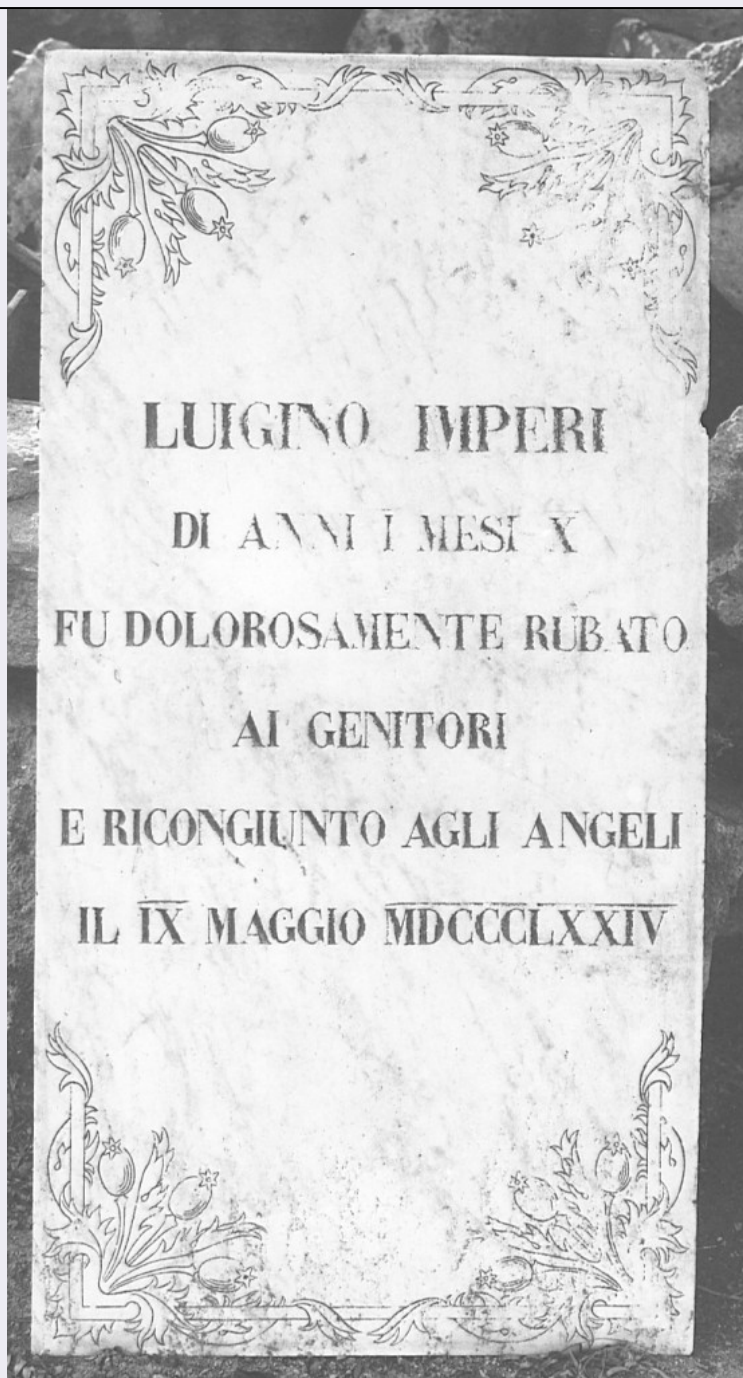 LUIGINO IMPERI
DI ANNI I MESI X
FU DOLOROSAMENTE RUBATO
AI GENITORI
E RICONGIUNTO AGLI ANGELI
IL IX MAGGIO MDCCCLXXIV